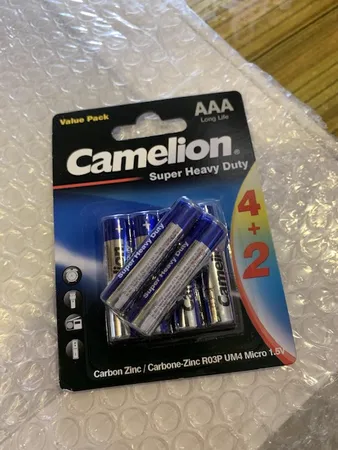 Value Pack
AAA
Long Life
Camelion
Super Heavy Duty
4 + 2
Super Heavy Duty
Super Heavy Duty
Carbon Zinc / Carbone-Zinc R03P UM4 Micro 1.5V